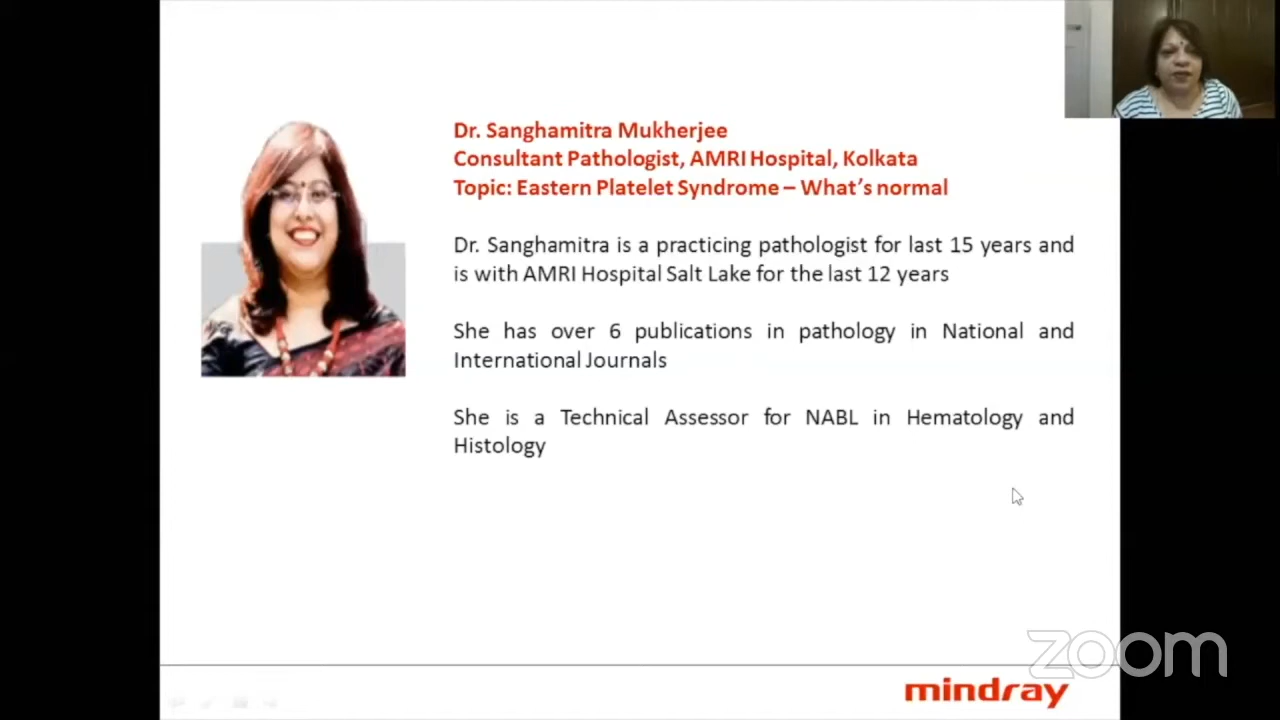 Dr. Sanghamitra Mukherjee
Consultant Pathologist, AMRI Hospital, Kolkata
Topic: Eastern Platelet Syndrome – What's normal
Dr. Sanghamitra is a practicing pathologist for last 15 years and
is with AMRI Hospital Salt Lake for the last 12 years
She has over 6 publications in pathology in National and
International Journals
She is a Technical Assessor for NABL in Hematology and
Histology
zoom
mindray